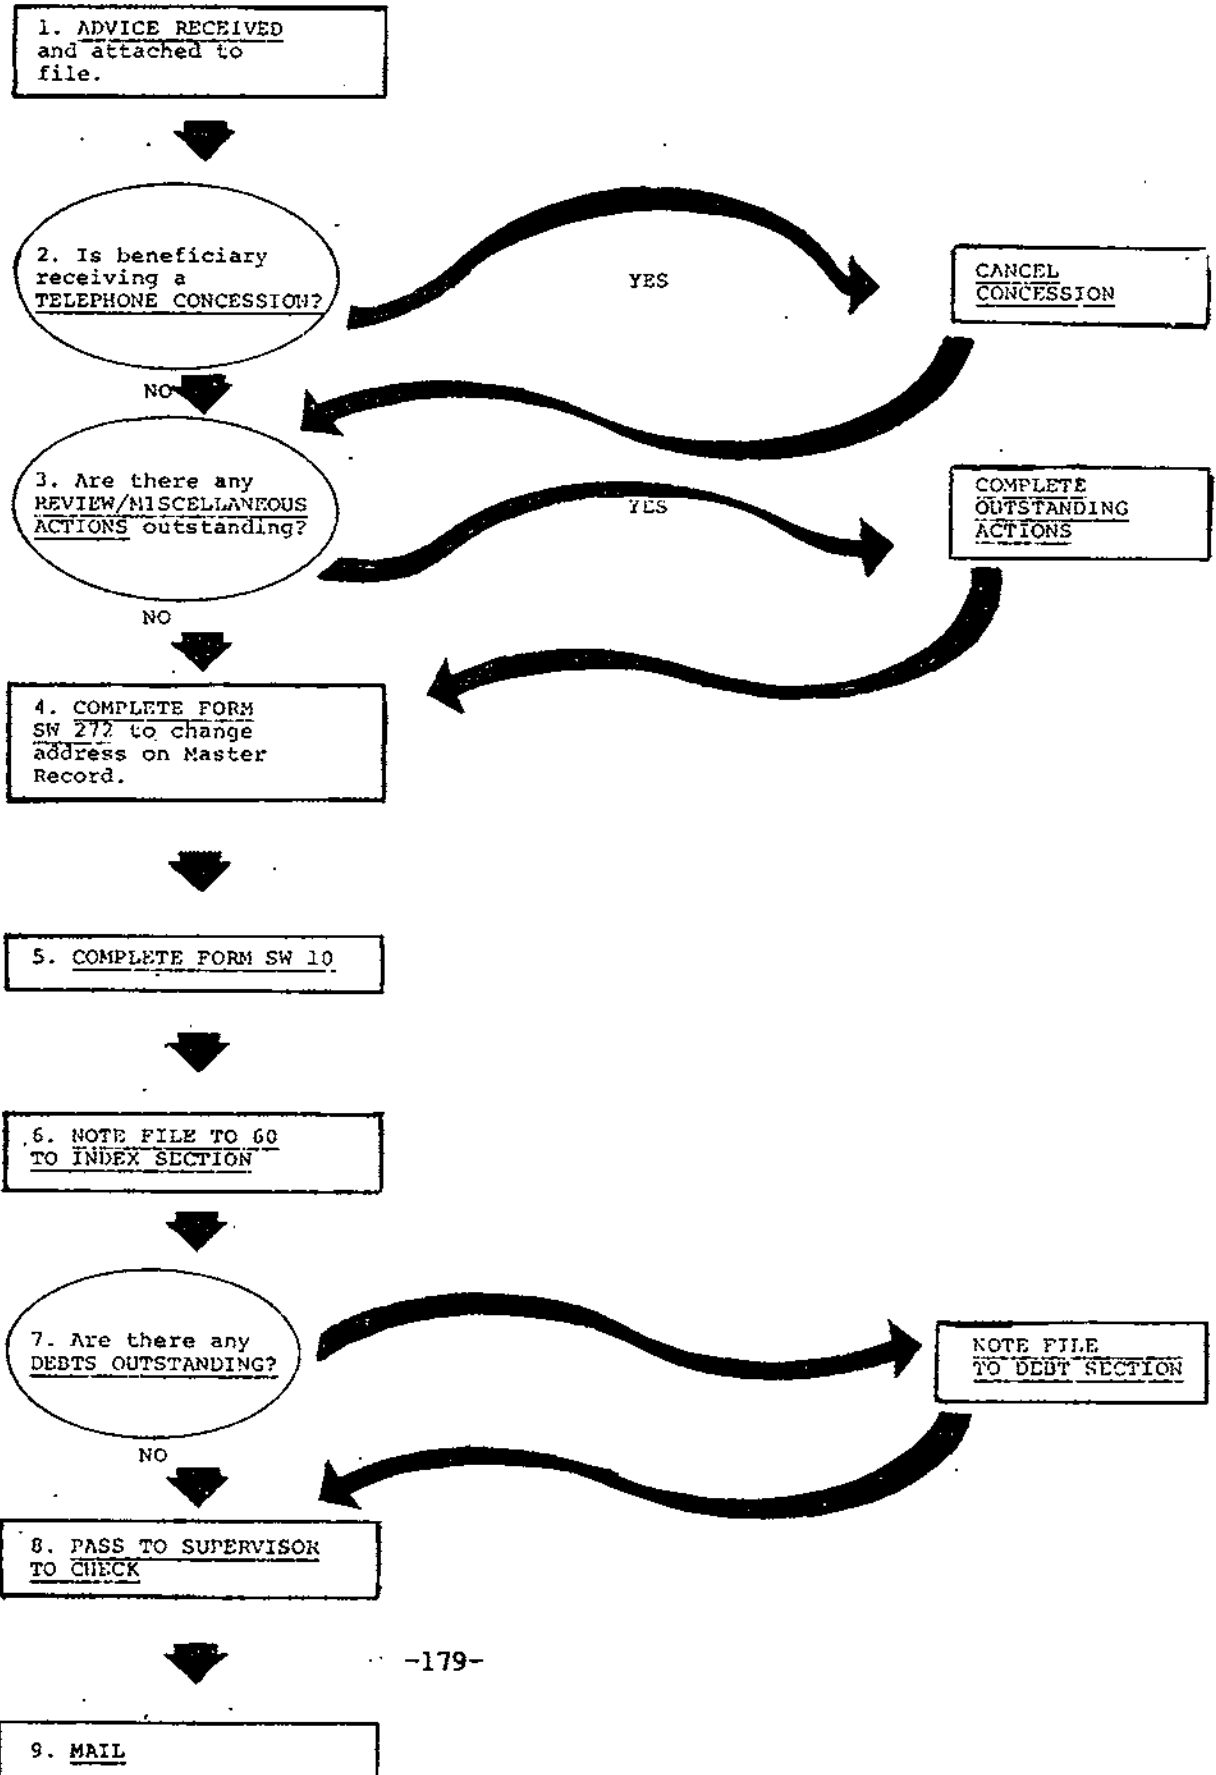 1. ADVICE RECEIVED
and attached to
file.
2. Is beneficiary
receiving a
TELEPHONE CONCESSION?
YES
CANCEL
CONCESSION
NO
3. Are there any
REVIEW/MISCELLANEOUS
ACTIONS outstanding?
YES
COMPLETE
OUTSTANDING
ACTIONS
NO
4. COMPLETE FORM
SW 272 to change
address on Master
Record.
5. COMPLETE FORM SW 10
6. NOTE FILE TO GO
TO INDEX SECTION
7. Are there any
DEBTS OUTSTANDING?
NOTE FILE
TO DEBT SECTION
NO
8. PASS TO SUPERVISOR
TO CHECK
-179-
9. MAIL